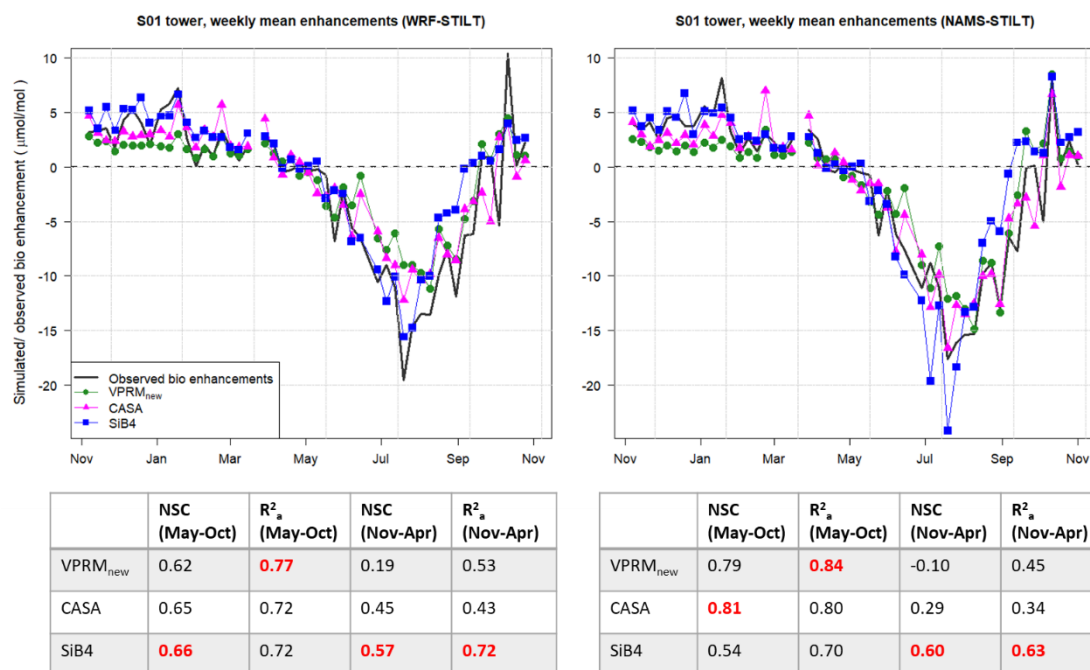 S01 tower, weekly mean enhancements (WRF-STILT)
Simulated/ observed bio enhancement ( μmol/mol )
10
5
0
-5
-10
-15
-20
Observed bio enhancements
VPRMnew
CASA
SiB4
Nov Jan Mar May Jul Sep Nov
S01 tower, weekly mean enhancements (NAMS-STILT)
10
5
0
-5
-10
-15
-20
Nov Jan Mar May Jul Sep Nov
NSC (May-Oct) R²a (May-Oct) NSC (Nov-Apr) R²a (Nov-Apr)
VPRMnew 0.62 0.77 0.19 0.53
CASA 0.65 0.72 0.45 0.43
SiB4 0.66 0.72 0.57 0.72
NSC (May-Oct) R²a (May-Oct) NSC (Nov-Apr) R²a (Nov-Apr)
VPRMnew 0.79 0.84 -0.10 0.45
CASA 0.81 0.80 0.29 0.34
SiB4 0.54 0.70 0.60 0.63